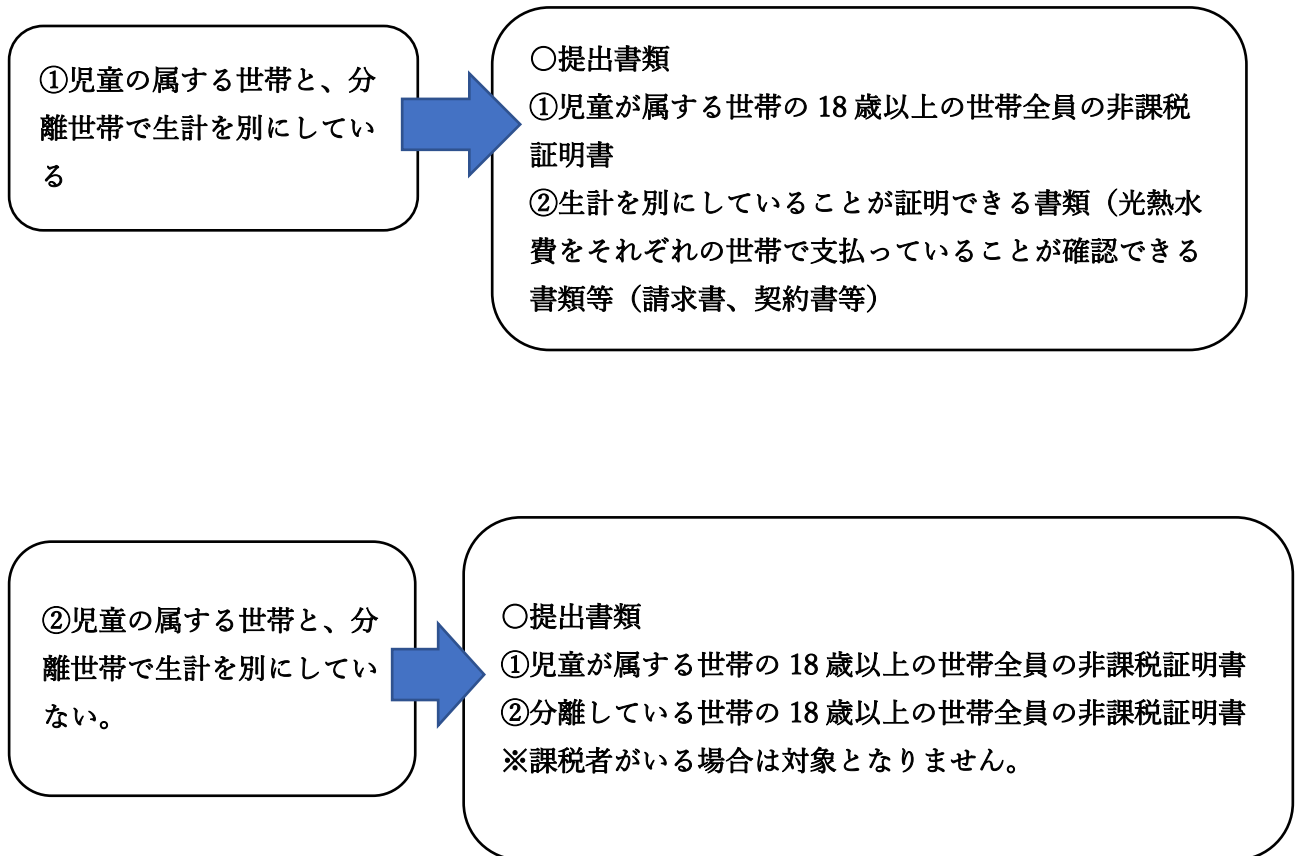 ①児童の属する世帯と、分
離世帯で生計を別にしてい
る
〇提出書類
①児童が属する世帯の 18 歳以上の世帯全員の非課税
証明書
②生計を別にしていることが証明できる書類（光熱水
費をそれぞれの世帯で支払っていることが確認できる
書類等（請求書、契約書等）
②児童の属する世帯と、分
離世帯で生計を別にしてい
ない。
〇提出書類
①児童が属する世帯の 18 歳以上の世帯全員の非課税証明書
②分離している世帯の 18 歳以上の世帯全員の非課税証明書
※課税者がいる場合は対象となりません。